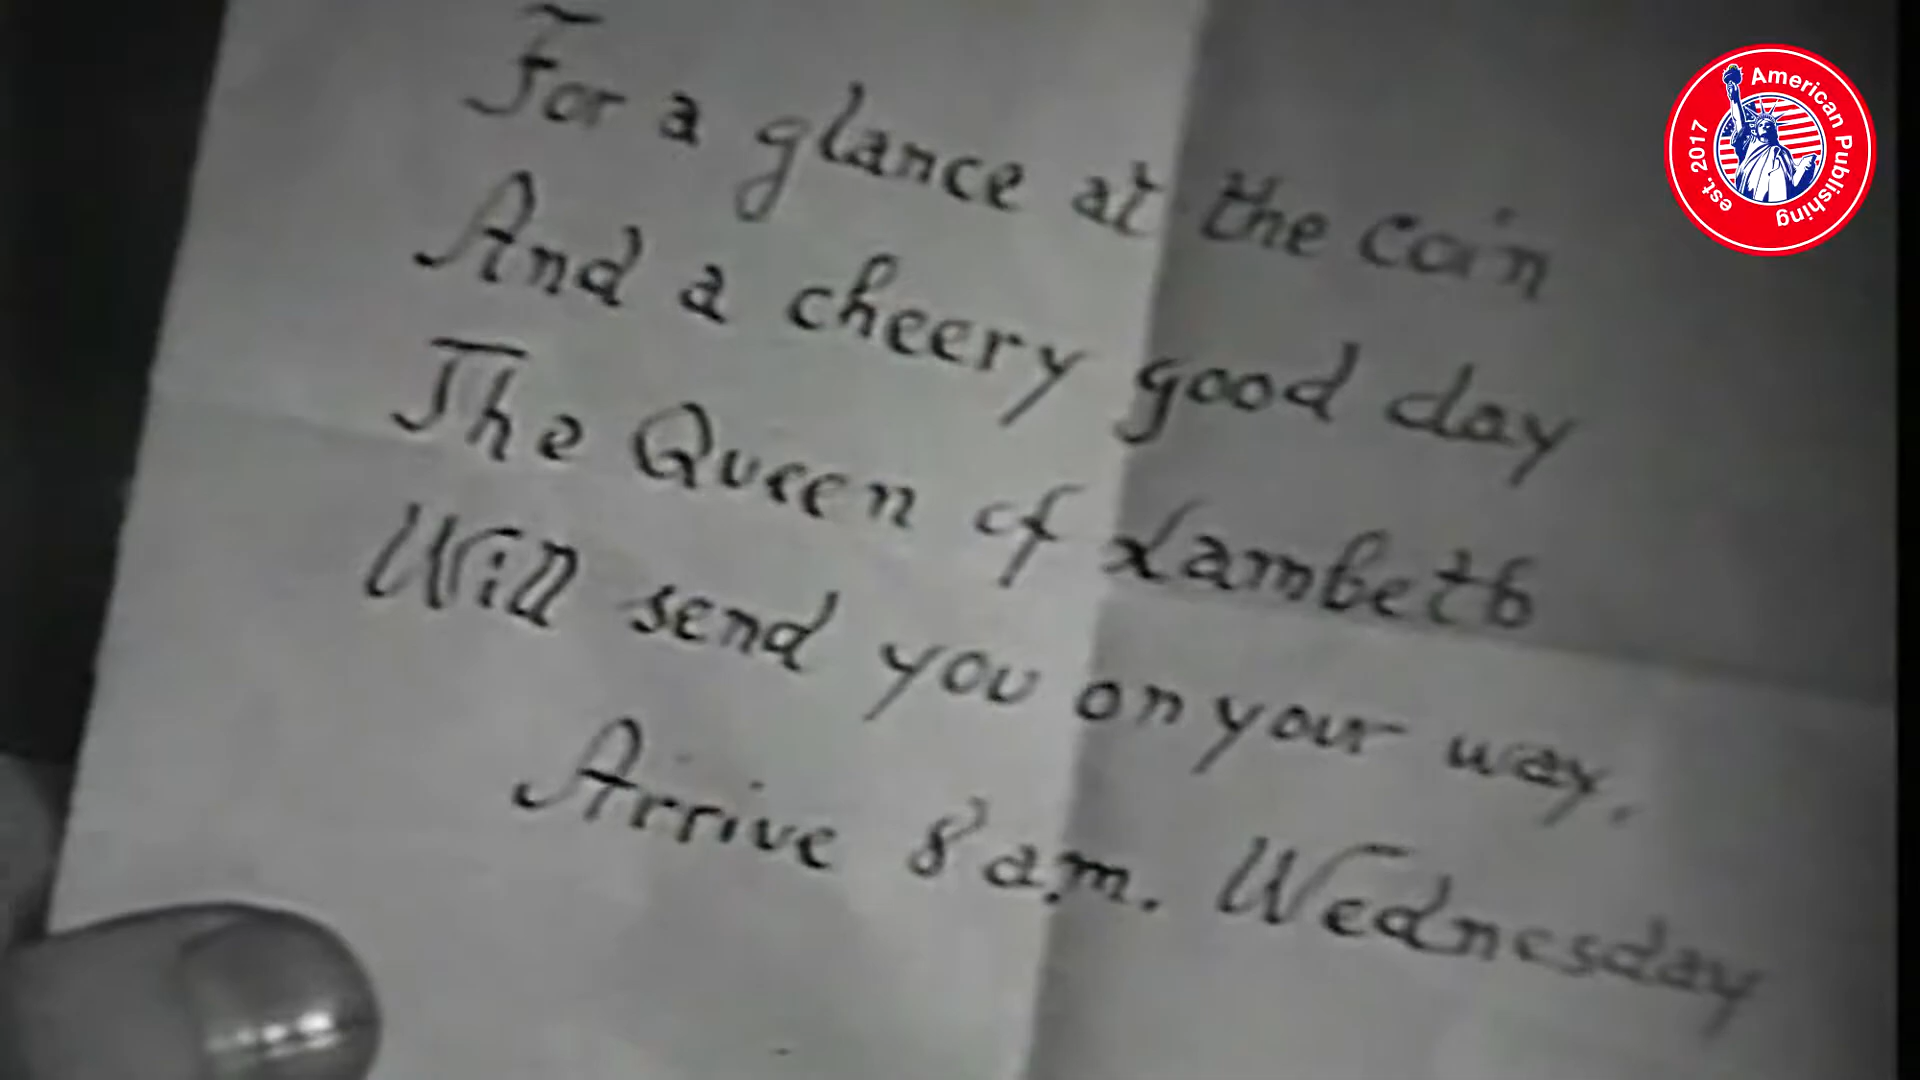 For a glance at the coin
And a cheery good day
The Queen of Lambeth
Will send you on your way.
Arrive 8 a.m. Wednesday
American Publishing
est. 2017